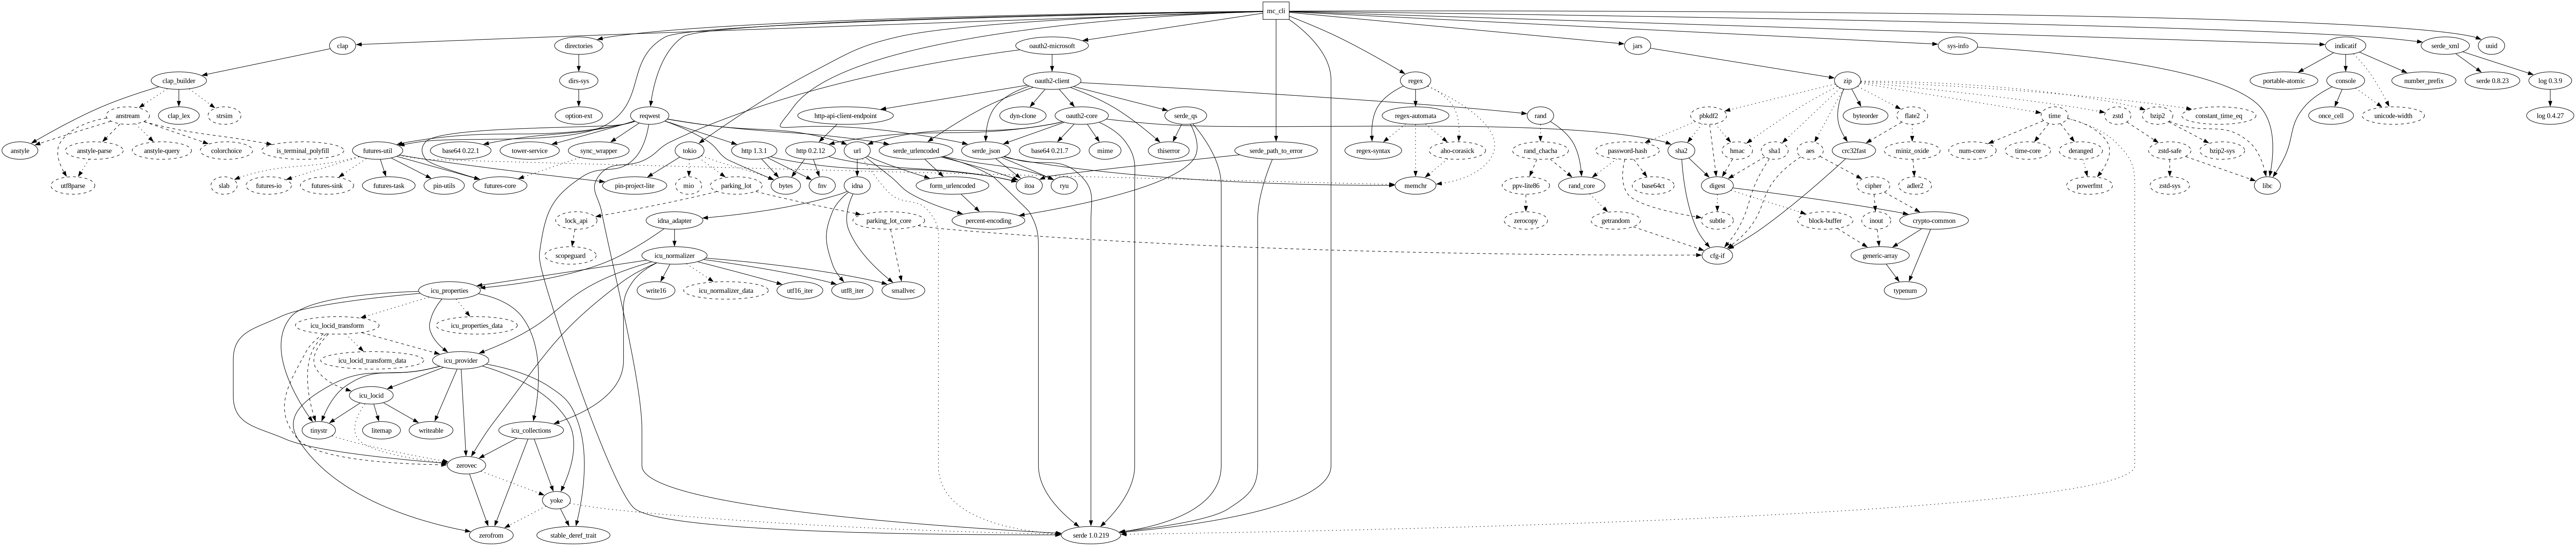 mc_cli
clap
directories
oauth2-microsoft
jars
sys-info
indicatif
serde_xml
uuid
clap_builder
dirs-sys
oauth2-client
regex
zip
portable-atomic
console
number_prefix
serde 0.8.23
log 0.3.9
anstream
clap_lex
strsim
option-ext
reqwest
http-api-client-endpoint
dyn-clone
oauth2-core
serde_qs
regex-automata
rand
pbkdf2
byteorder
flate2
time
zstd
bzip2
constant_time_eq
once_cell
unicode-width
log 0.4.27
anstyle
anstyle-parse
anstyle-query
colorchoice
is_terminal_polyfill
futures-util
base64 0.22.1
tower-service
sync_wrapper
tokio
http 1.3.1
http 0.2.12
url
serde_urlencoded
serde_json
base64 0.21.7
mime
thiserror
serde_path_to_error
regex-syntax
aho-corasick
rand_chacha
password-hash
sha2
hmac
sha1
aes
crc32fast
miniz_oxide
num-conv
time-core
deranged
zstd-safe
bzip2-sys
utf8parse
slab
futures-io
futures-sink
futures-task
pin-utils
futures-core
pin-project-lite
mio
parking_lot
bytes
fnv
idna
form_urlencoded
itoa
ryu
memchr
ppv-lite86
rand_core
base64ct
digest
cipher
adler2
powerfmt
zstd-sys
libc
lock_api
idna_adapter
parking_lot_core
percent-encoding
zerocopy
getrandom
subtle
block-buffer
inout
crypto-common
scopeguard
icu_normalizer
cfg-if
generic-array
icu_properties
write16
icu_normalizer_data
utf16_iter
utf8_iter
smallvec
typenum
icu_locid_transform
icu_properties_data
icu_locid_transform_data
icu_provider
icu_locid
tinystr
litemap
writeable
icu_collections
zerovec
yoke
zerofrom
stable_deref_trait
serde 1.0.219